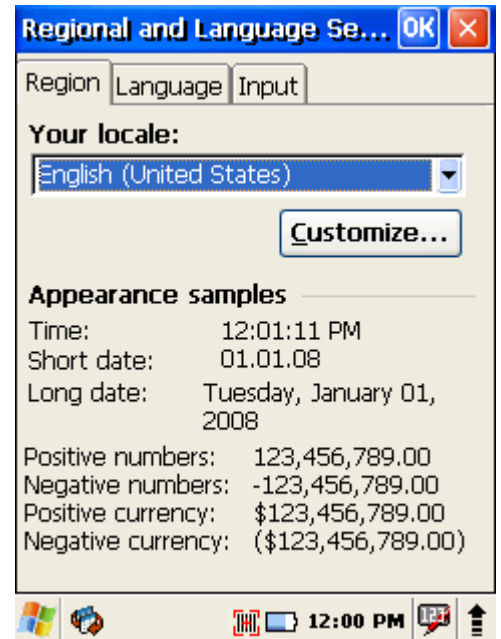 Regional and Language Se... OK
Region Language Input
Your locale:
English (United States)
Customize...
Appearance samples
Time: 12:01:11 PM
Short date: 01.01.08
Long date: Tuesday, January 01,
2008
Positive numbers: 123,456,789.00
Negative numbers: -123,456,789.00
Positive currency: $123,456,789.00
Negative currency: ($123,456,789.00)
12:00 PM 123